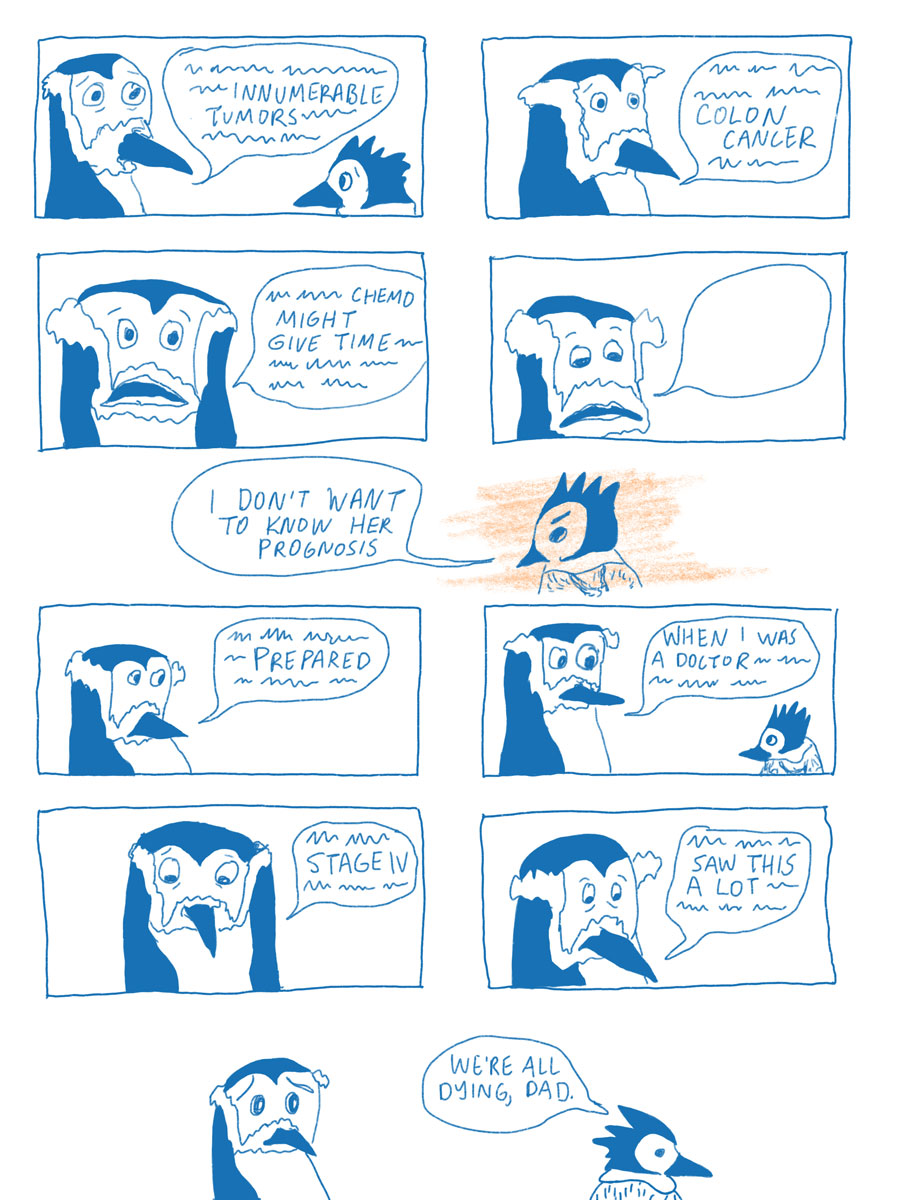 INNUMERABLE
TUMORS
COLON
CANCER
CHEMO
MIGHT
GIVE TIME
I DON'T WANT
TO KNOW HER
PROGNOSIS
PREPARED
WHEN I WAS
A DOCTOR
STAGE IV
SAW THIS
A LOT
WE'RE ALL
DYING, DAD.